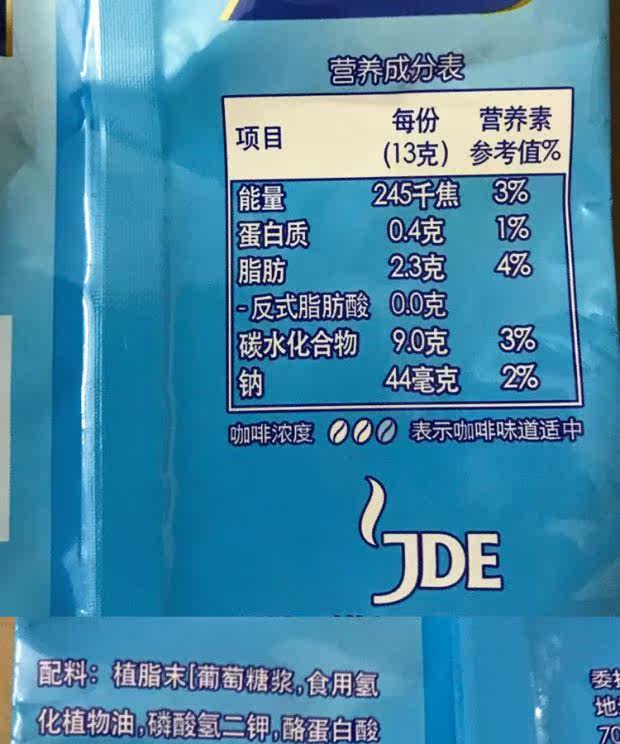 营养成分表
项目 每份 (13克) 营养素 参考值%
能量 245千焦 3%
蛋白质 0.4克 1%
脂肪 2.3克 4%
-反式脂肪酸 0.0克
碳水化合物 9.0克 3%
钠 44毫克 2%
咖啡浓度 表示咖啡味道适中
JDE
配料：植脂末[葡萄糖浆,食用氢
化植物油,磷酸氢二钾,酪蛋白酸
委
地
70